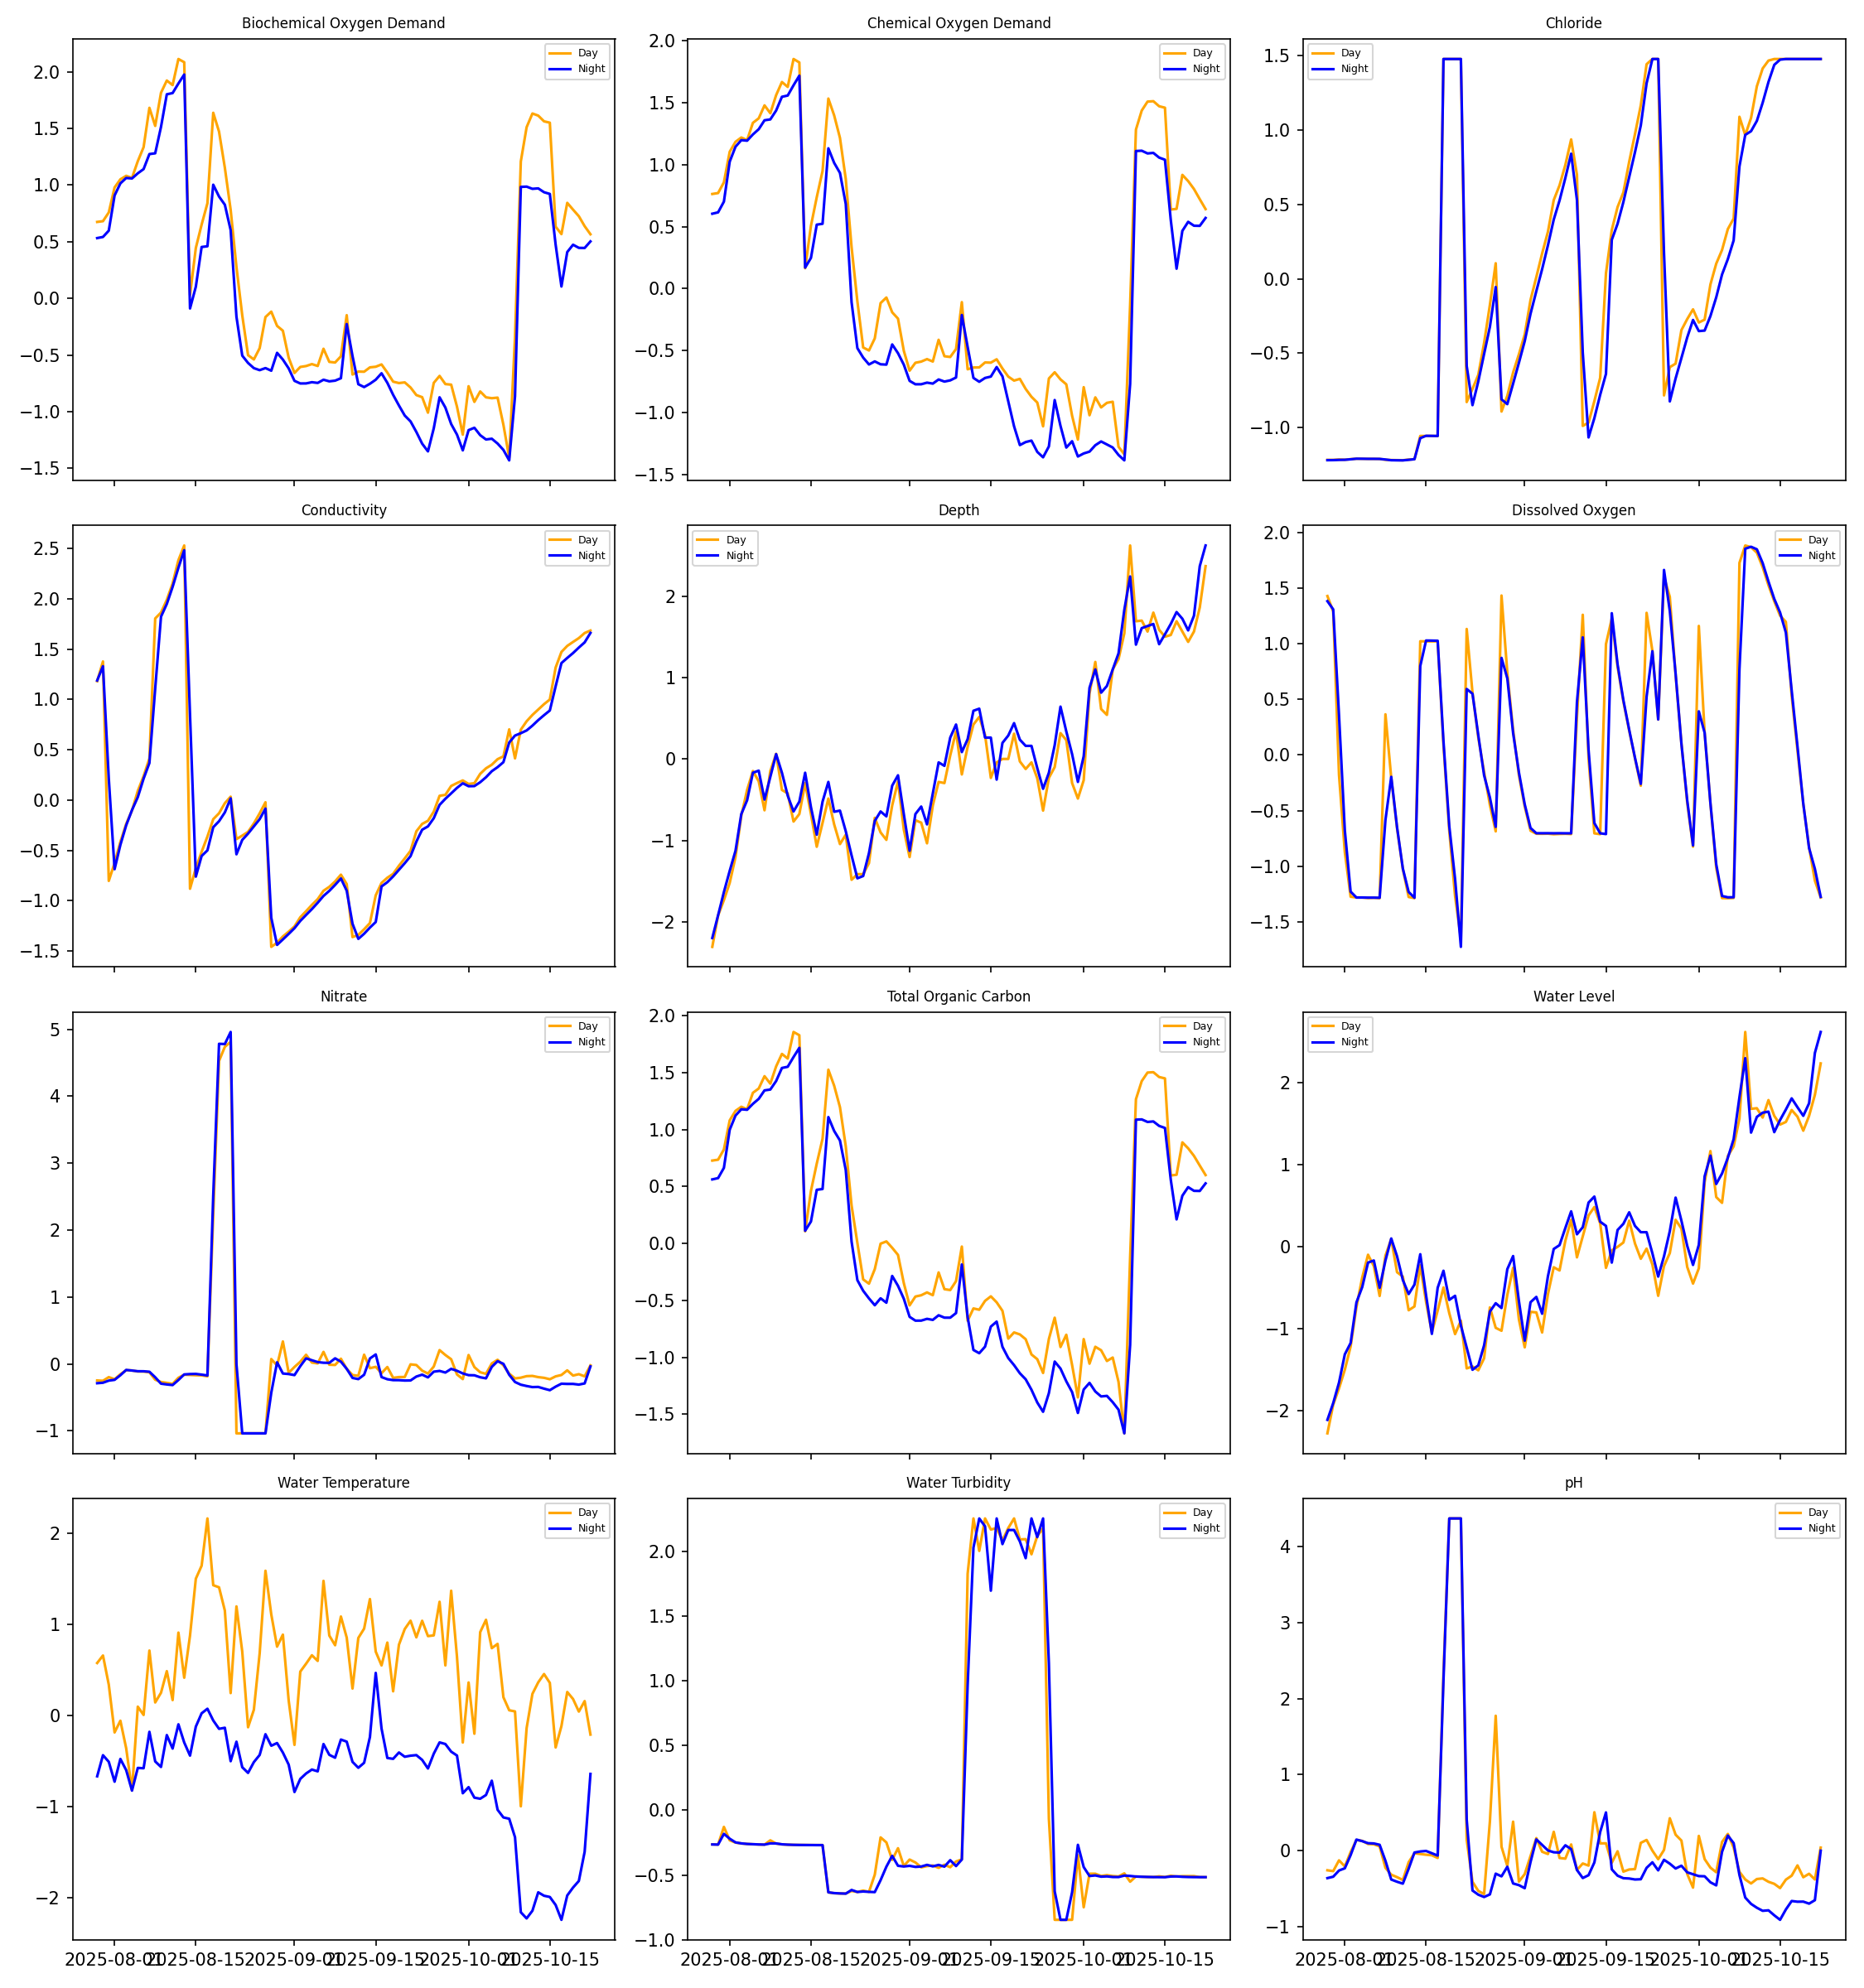 Biochemical Oxygen Demand
2.0
1.5
1.0
0.5
0.0
−0.5
−1.0
−1.5
Day
Night
Chemical Oxygen Demand
2.0
1.5
1.0
0.5
0.0
−0.5
−1.0
−1.5
Day
Night
Chloride
1.5
1.0
0.5
0.0
−0.5
−1.0
Day
Night
Conductivity
2.5
2.0
1.5
1.0
0.5
0.0
−0.5
−1.0
−1.5
Day
Night
Depth
2
1
0
−1
−2
Day
Night
Dissolved Oxygen
2.0
1.5
1.0
0.5
0.0
−0.5
−1.0
−1.5
Day
Night
Nitrate
5
4
3
2
1
0
−1
Day
Night
Total Organic Carbon
2.0
1.5
1.0
0.5
0.0
−0.5
−1.0
−1.5
Day
Night
Water Level
2
1
0
−1
−2
Day
Night
Water Temperature
2
1
0
−1
−2
Day
Night
2025-08-01 2025-08-15 2025-09-01 2025-09-15 2025-10-01 2025-10-15
Water Turbidity
2.0
1.5
1.0
0.5
0.0
−0.5
−1.0
Day
Night
2025-08-01 2025-08-15 2025-09-01 2025-09-15 2025-10-01 2025-10-15
pH
4
3
2
1
0
−1
Day
Night
2025-08-01 2025-08-15 2025-09-01 2025-09-15 2025-10-01 2025-10-15